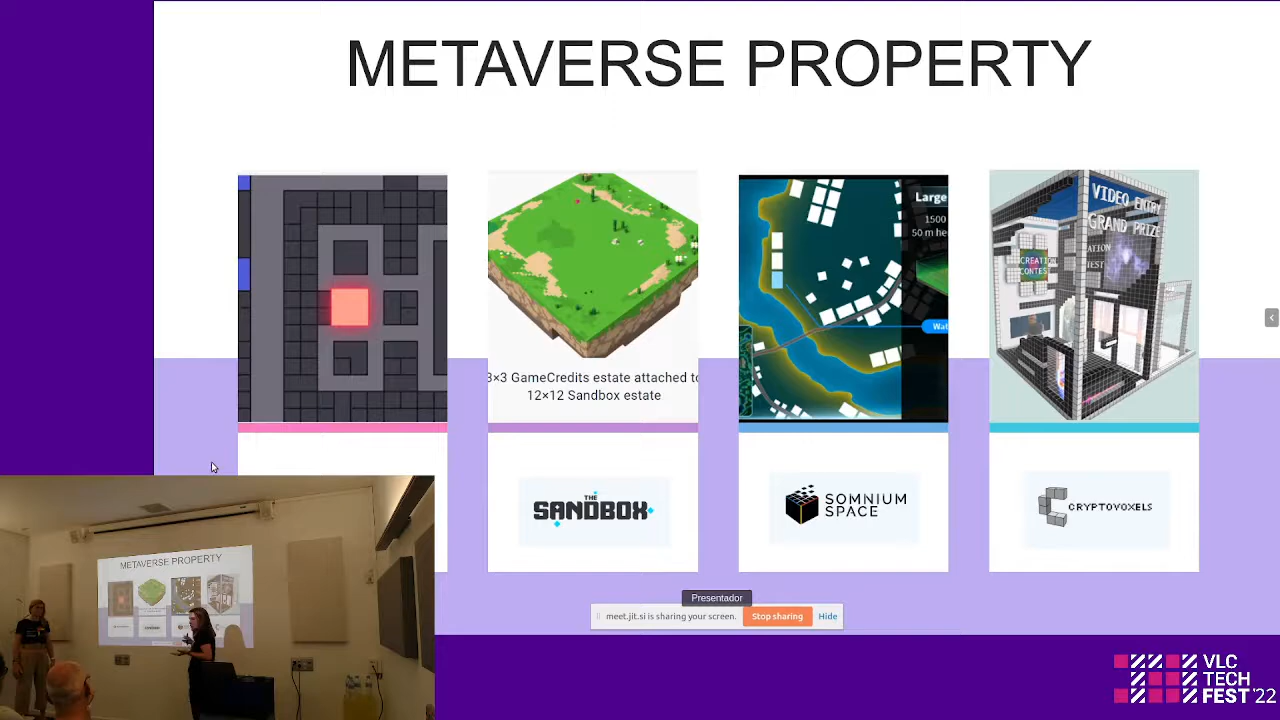 METAVERSE PROPERTY
3×3 GameCredits estate attached to
12×12 Sandbox estate
Large
1500
50 m he
Wat
VIDEO ENTRY
GRAND PRIZE
CREATION
CONTES
THE
SANDBOX
SOMNIUM
SPACE
CRYPTOVOXELS
Presentador
meet.jit.si is sharing your screen.
Stop sharing
Hide
METAVERSE PROPERTY
VLC
TECH
FEST'22